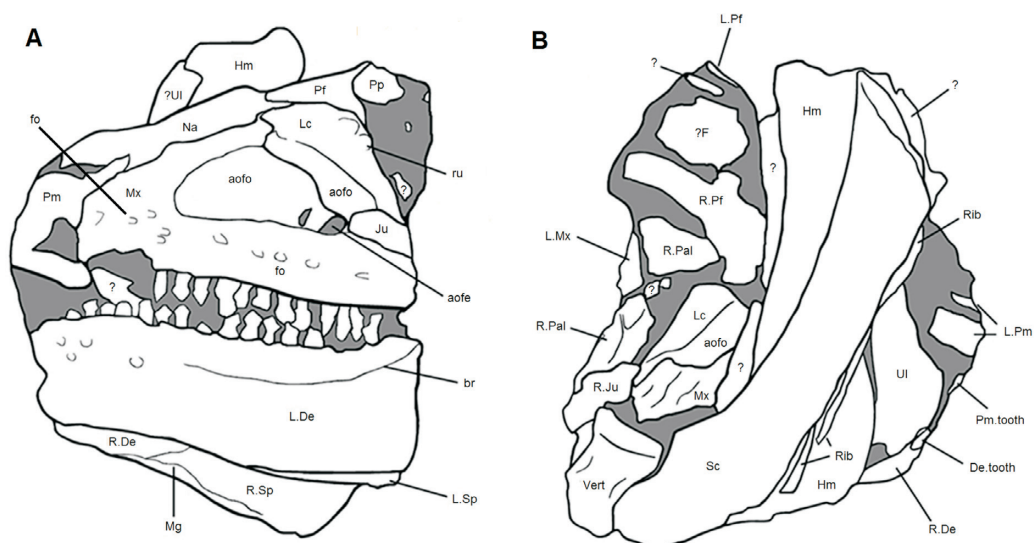 A
Hm
?Ul
Pf
Pp
fo
Na
Lc
ru
Pm
Mx
aofo
aofo
?
Ju
fo
aofe
?
br
L.De
R.De
R.Sp
L.Sp
Mg
B
L.Pf
?
Hm
?
?F
?
R.Pf
Rib
L.Mx
R.Pal
?
L.Pm
R.Pal
Lc
aofo
?
Ul
R.Ju
Mx
Pm.tooth
Sc
Rib
De.tooth
Vert
Hm
R.De